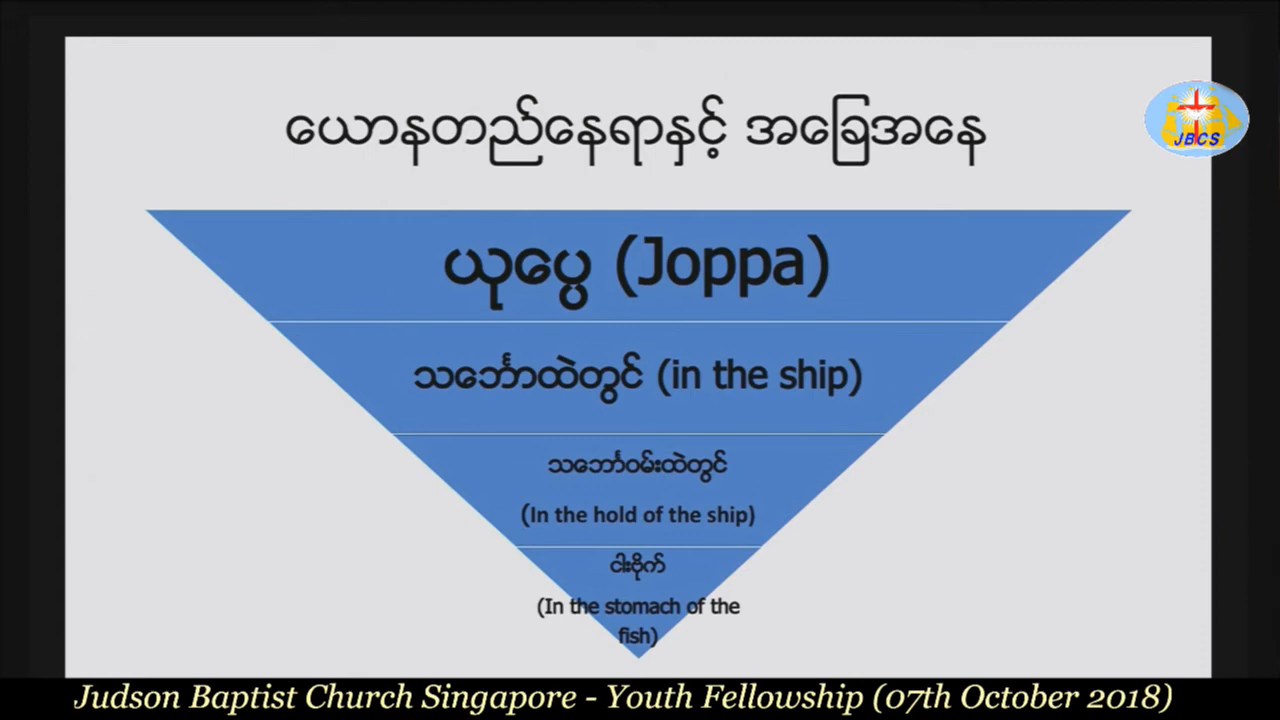 ယောနတည်နေရာနှင့် အခြေအနေ
JBCS
ယုပ္ပေ (Joppa)
သင်္ဘောထဲတွင် (in the ship)
သင်္ဘောဝမ်းထဲတွင်
(In the hold of the ship)
ငါးဗိုက်
(In the stomach of the
fish)
Judson Baptist Church Singapore - Youth Fellowship (07th October 2018)